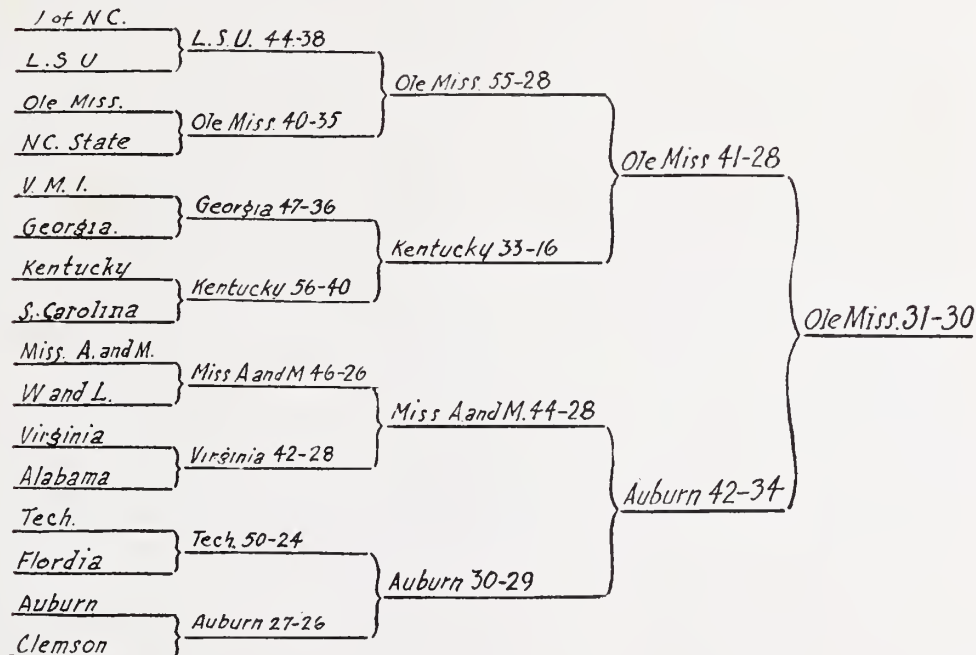 1 of N.C.
L.S U
Ole Miss.
NC. State
V. M. I.
Georgia.
Kentucky
S. Carolina
Miss. A. and M.
W and L.
Virginia
Alabama
Tech.
Flordia
Auburn
Clemson
L.S.U. 44-38
Ole Miss. 40-35
Georgia 47-36
Kentucky 56-40
Miss A and M 46-26
Virginia 42-28
Tech. 50-24
Auburn 27-26
Ole Miss. 55-28
Kentucky 33-16
Miss A and M. 44-28
Auburn 30-29
Ole Miss 41-28
Auburn 42-34
Ole Miss. 31-30